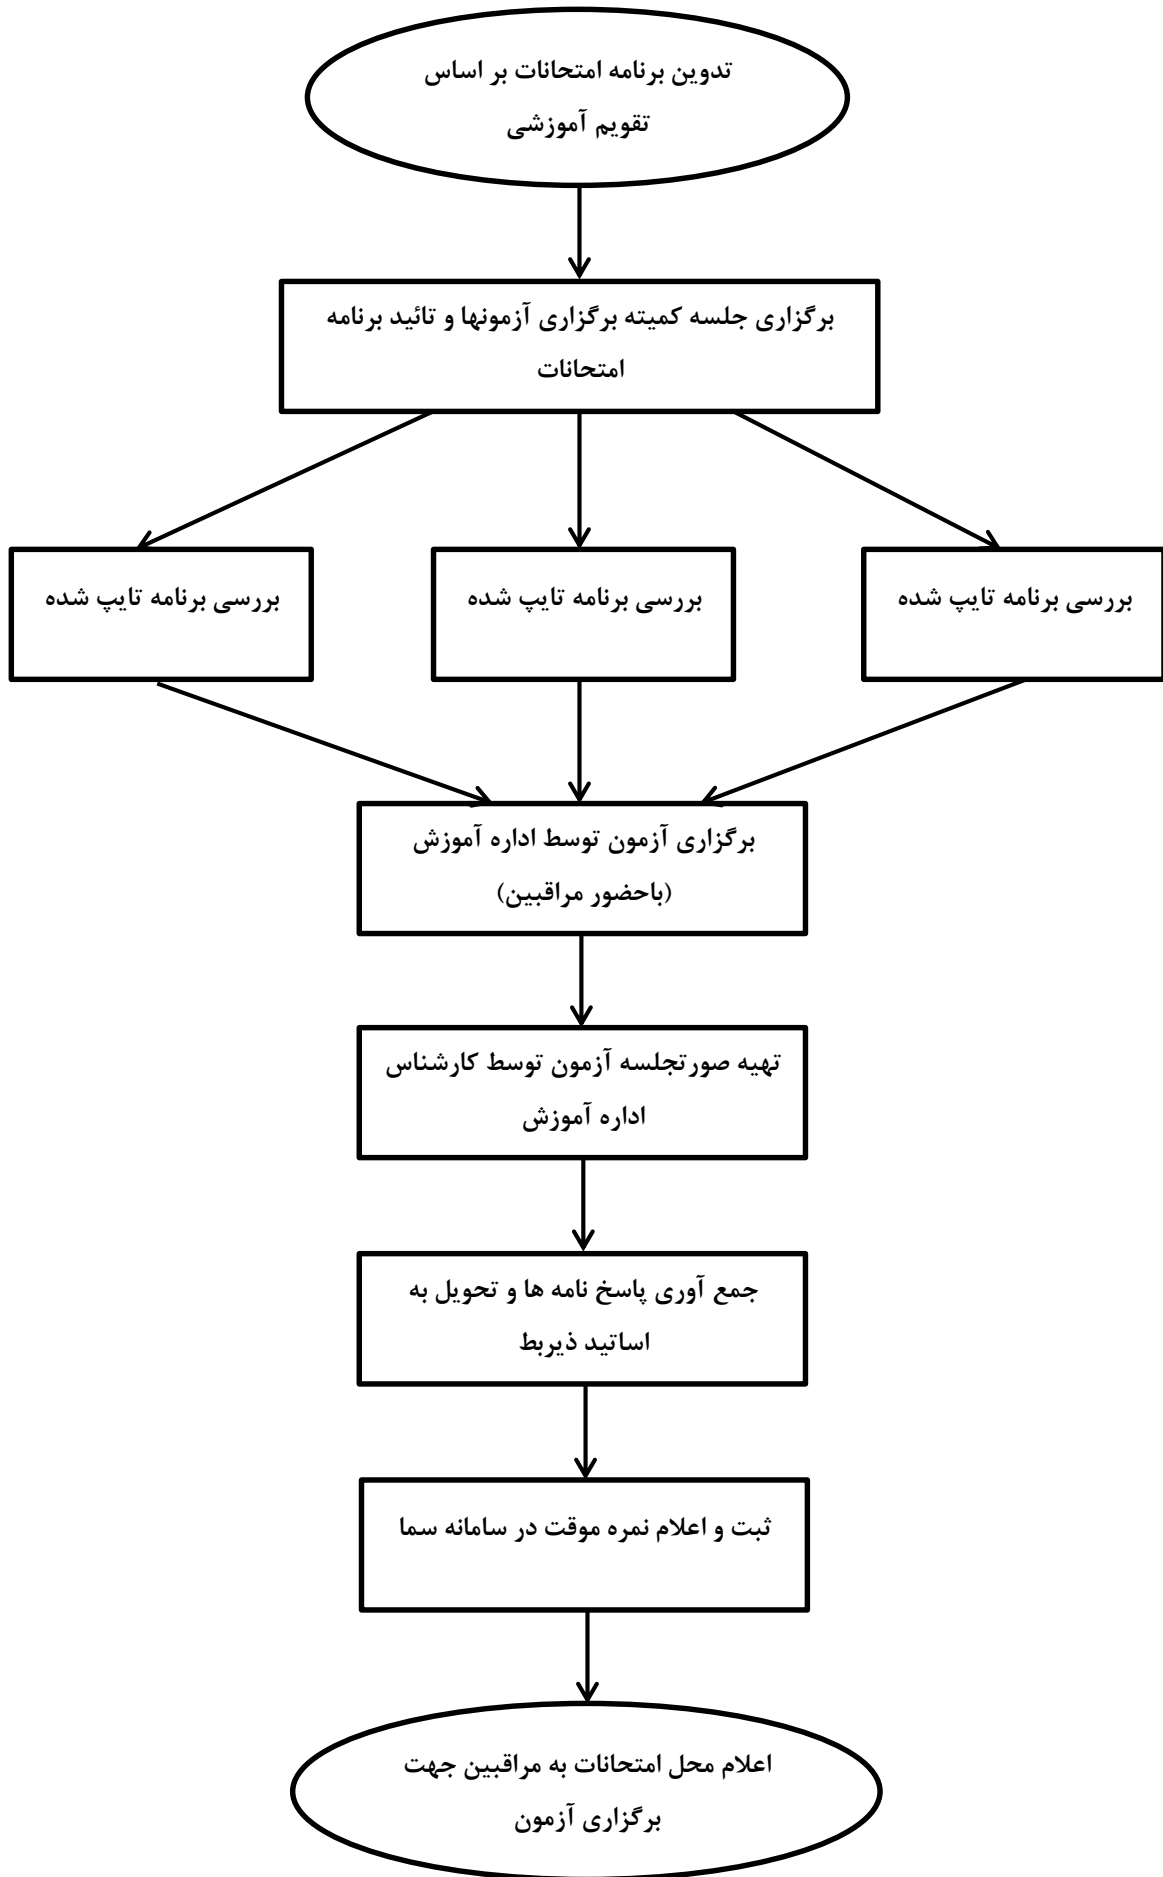 تدوین برنامه امتحانات بر اساس
تقویم آموزشی
برگزاری جلسه کمیته برگزاری آزمونها و تائید برنامه
امتحانات
بررسی برنامه تایپ شده
بررسی برنامه تایپ شده
بررسی برنامه تایپ شده
برگزاری آزمون توسط اداره آموزش
(باحضور مراقبین)
تهیه صورتجلسه آزمون توسط کارشناس
اداره آموزش
جمع آوری پاسخ نامه ها و تحویل به
اساتید ذیربط
ثبت و اعلام نمره موقت در سامانه سما
اعلام محل امتحانات به مراقبین جهت
برگزاری آزمون